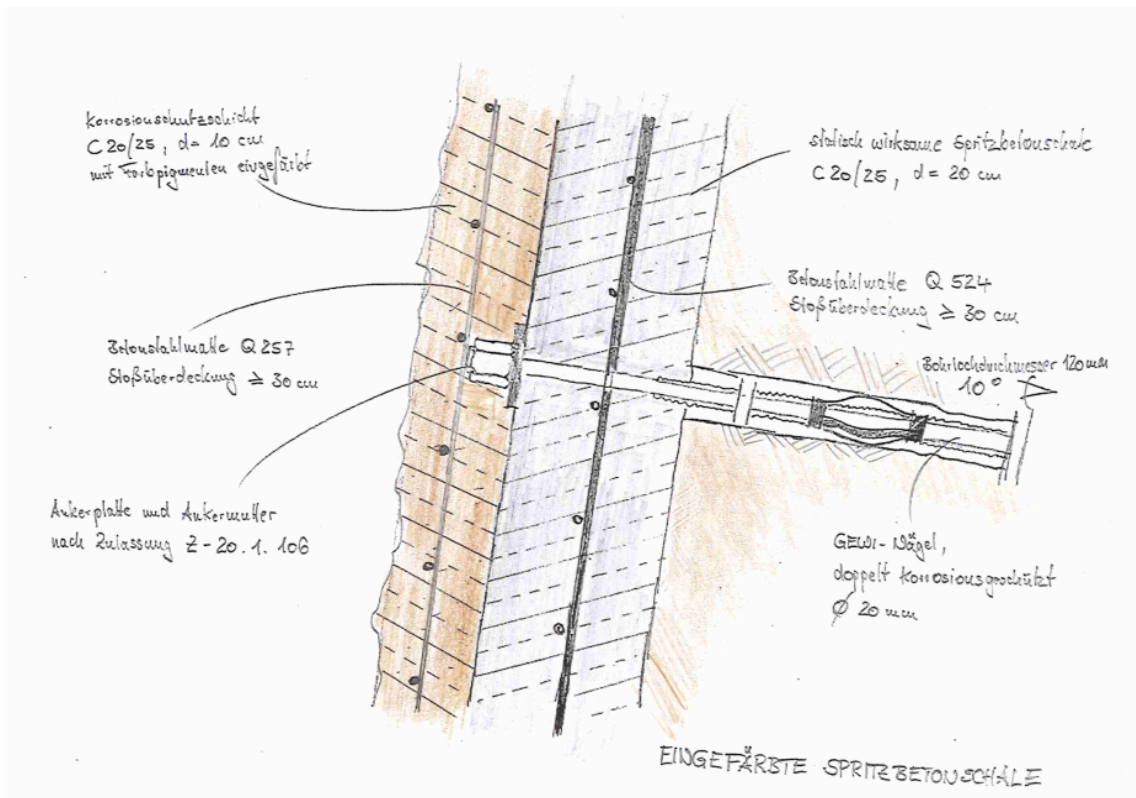 Korrosionschutzschicht
C 20/25, d= 10 cm
mit Farbpigmenten eingefärbt
statisch wirksame Spritzbetonschale
C 20/25, d = 20 cm
Betonstahlmatte Q 524
Stoßüberdeckung ≥ 30 cm
Betonstahlmatte Q 257
Stoßüberdeckung ≥ 30 cm
Bohrlochdurchmesser 120 mm
10°
Ankerplatte und Ankermutter
nach Zulassung Z-20.1.106
GEWI-Nägel,
doppelt korrosionsgeschützt
Ø 20 mm
EINGEFÄRBTE SPRITZBETONSCHALE